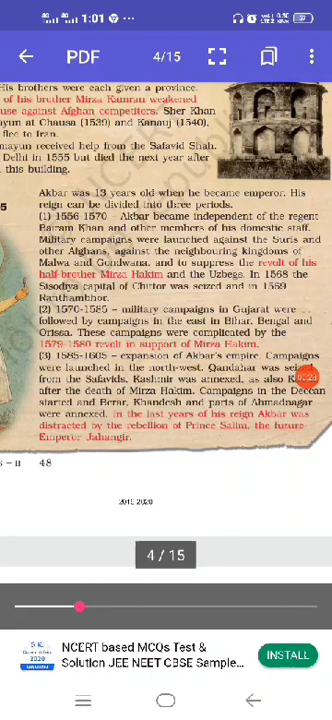 1:01
0.50
50
PDF
4/15
His brothers were each given a province.
of his brother Mirza Kamran weakened
use against Afghan competitors. Sher Khan
ayun at Chausa (1539) and Kanauj (1540),
flee to Iran.
mayun received help from the Safavid Shah.
Delhi in 1555 but died the next year after
this building.
5
Akbar was 13 years old when he became emperor. His
reign can be divided into three periods.
(1) 1556-1570 – Akbar became independent of the regent
Bairam Khan and other members of his domestic staff.
Military campaigns were launched against the Suris and
other Afghans, against the neighbouring kingdoms of
Malwa and Gondwana, and to suppress the revolt of his
half-brother Mirza Hakim and the Uzbegs. In 1568 the
Sisodiya capital of Chittor was seized and in 1569
Ranthambhor.
(2) 1570-1585 – military campaigns in Gujarat were
followed by campaigns in the east in Bihar, Bengal and
Orissa. These campaigns were complicated by the
1579-1580 revolt in support of Mirza Hakim.
(3) 1585-1605 – expansion of Akbar's empire. Campaigns
were launched in the north-west. Qandahar was seized
from the Safavids, Kashmir was annexed, as also K
after the death of Mirza Hakim. Campaigns in the Deccan
started and Berar, Khandesh and parts of Ahmadnagar
were annexed. In the last years of his reign Akbar was
distracted by the rebellion of Prince Salim, the future
Emperor Jahangir.
– II 48
2019-2020
4 / 15
2020
NCERT based MCQs Test &
Solution JEE NEET CBSE Sample...
INSTALL